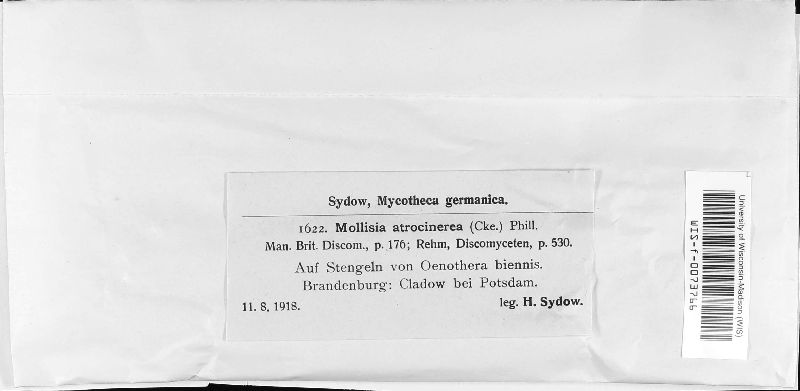 Sydow, Mycotheca germanica.
1622. Mollisia atrocinerea (Cke.) Phill.
Man. Brit. Discom., p. 176; Rehm, Discomyceten, p. 530.
Auf Stengeln von Oenothera biennis.
Brandenburg: Cladow bei Potsdam.
11. 8. 1918. leg. H. Sydow.
University of Wisconsin-Madison (WIS)
WIS-f-0073769